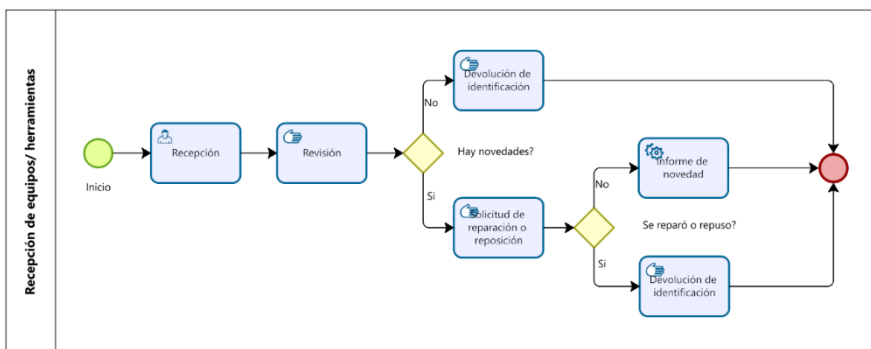 Recepción de equipos/ herramientas
Inicio
Recepción
Revisión
Hay novedades?
No
Devolución de
identificación
Si
Solicitud de
reparación o
reposición
Se reparó o repuso?
No
Informe de
novedad
Si
Devolución de
identificación